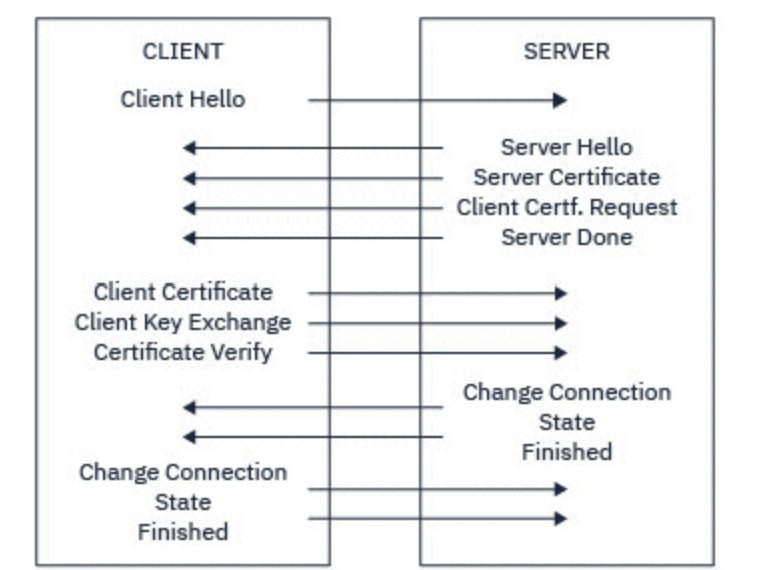 CLIENT
SERVER
Client Hello
Server Hello
Server Certificate
Client Certf. Request
Server Done
Client Certificate
Client Key Exchange
Certificate Verify
Change Connection
State
Finished
Change Connection
State
Finished